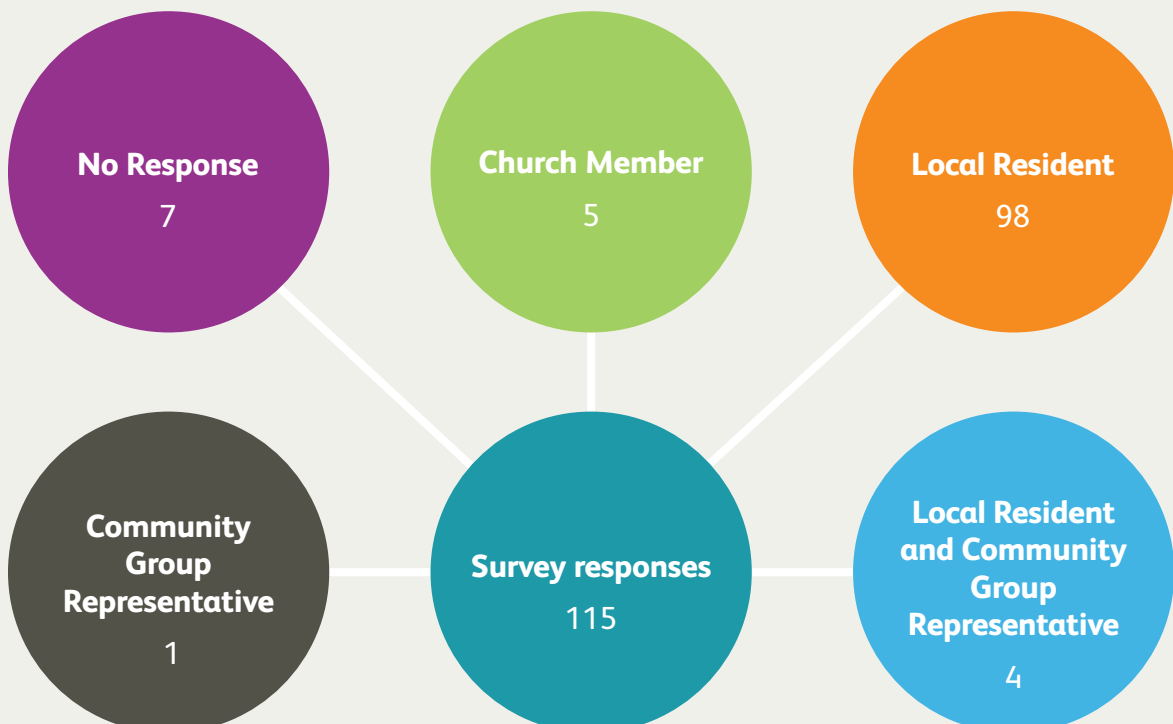 No Response
7
Church Member
5
Local Resident
98
Community
Group
Representative
1
Survey responses
115
Local Resident
and Community
Group
Representative
4